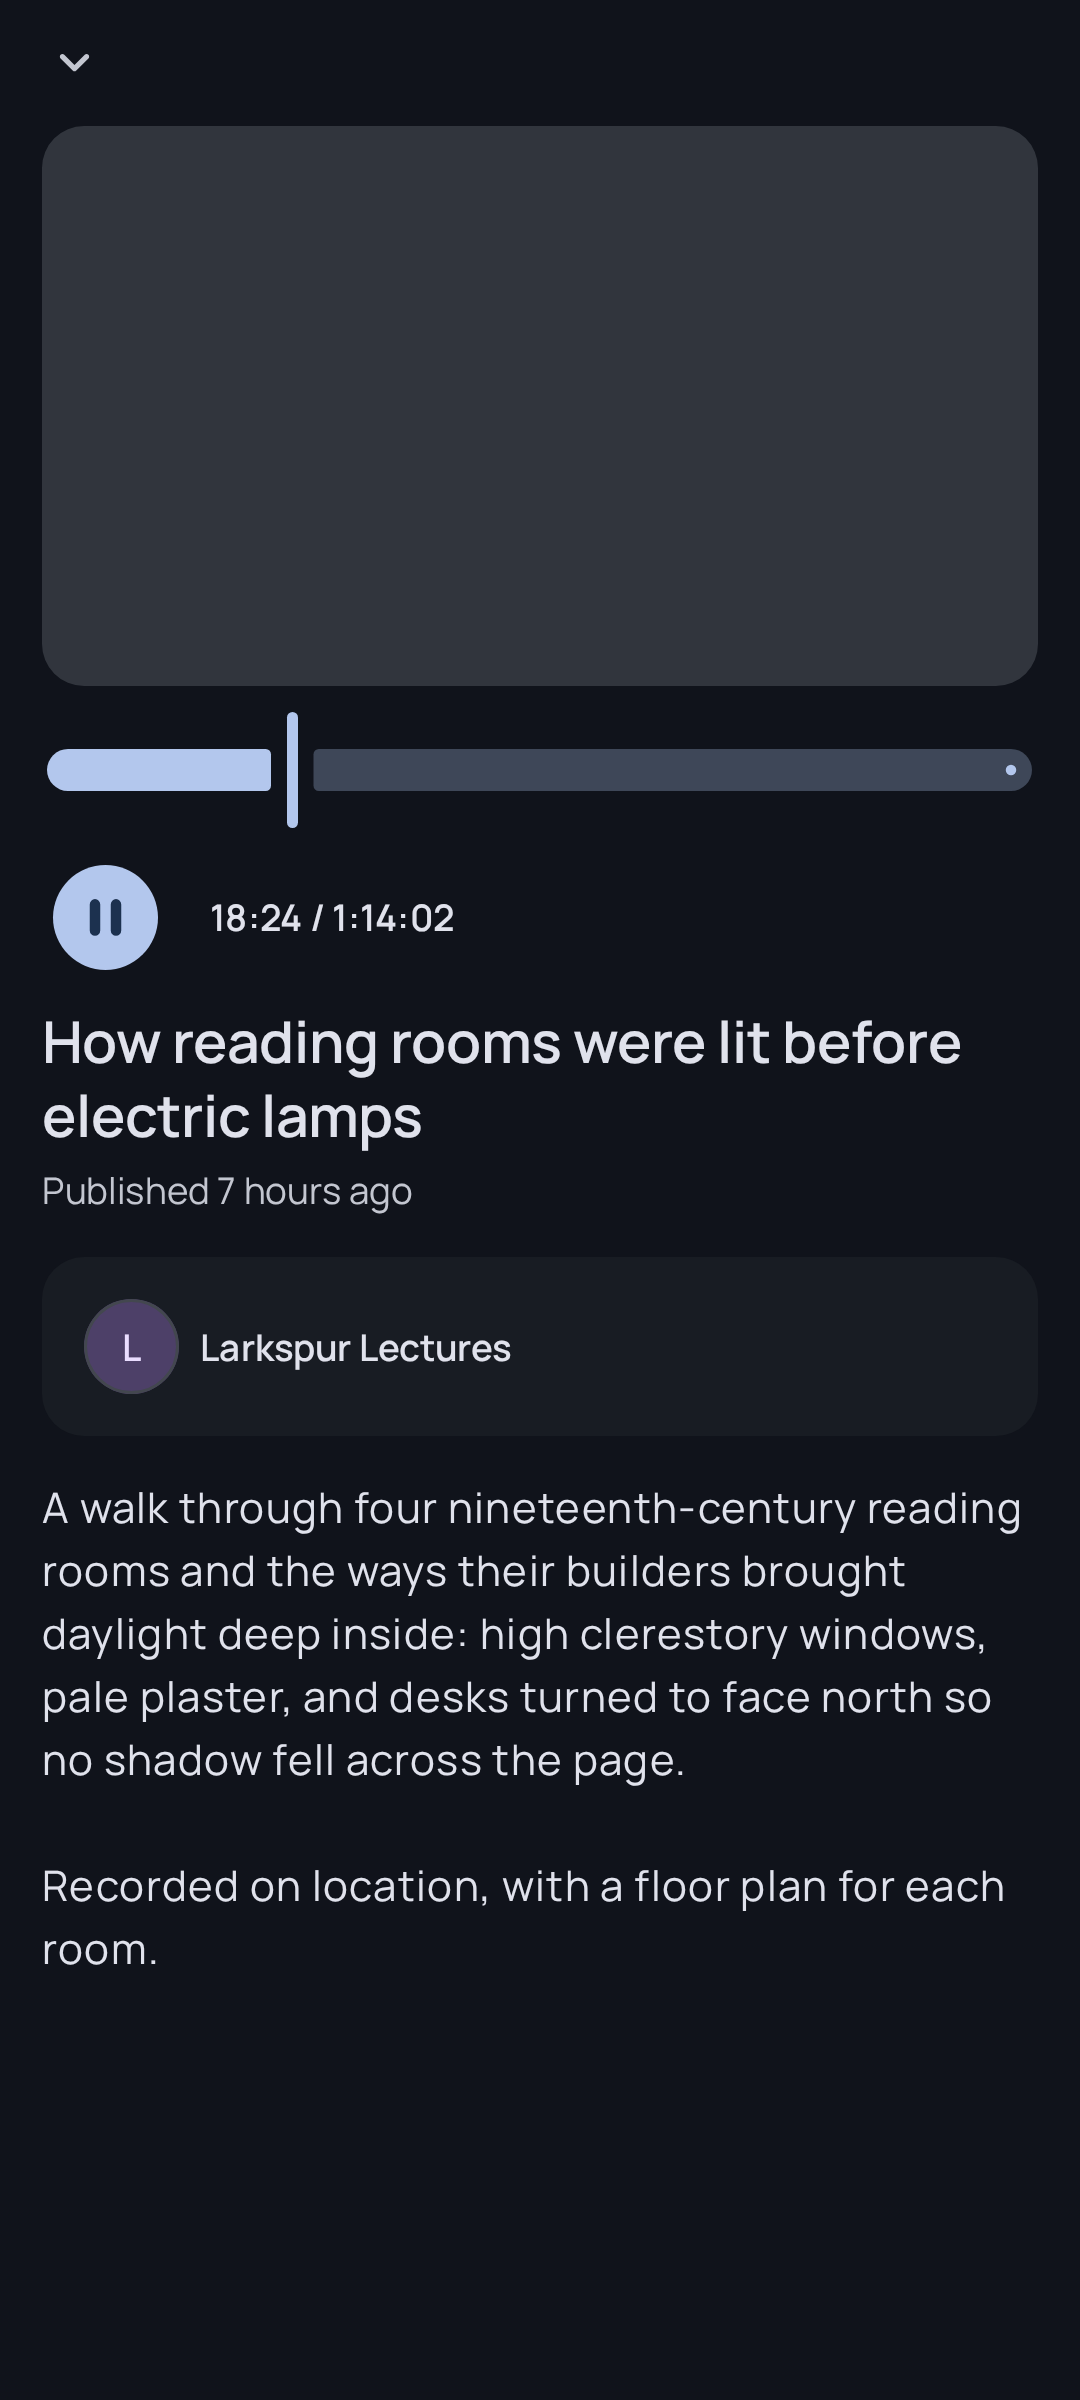 18:24 / 1:14:02
How reading rooms were lit before
electric lamps
Published 7 hours ago
L
Larkspur Lectures
A walk through four nineteenth-century reading
rooms and the ways their builders brought
daylight deep inside: high clerestory windows,
pale plaster, and desks turned to face north so
no shadow fell across the page.
Recorded on location, with a floor plan for each
room.